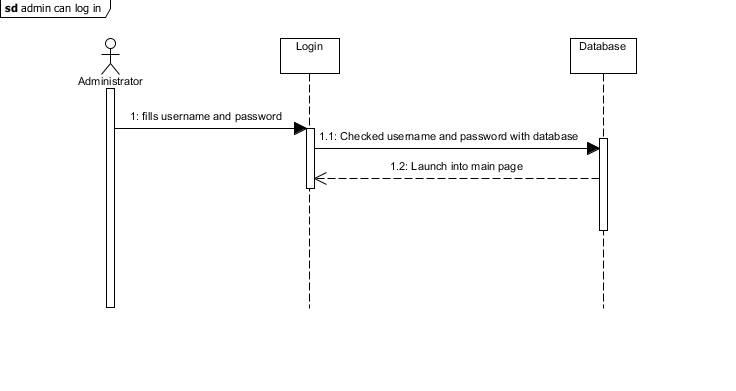 sd admin can log in
Login
Database
Administrator
1: fills username and password
1.1: Checked username and password with database
1.2: Launch into main page